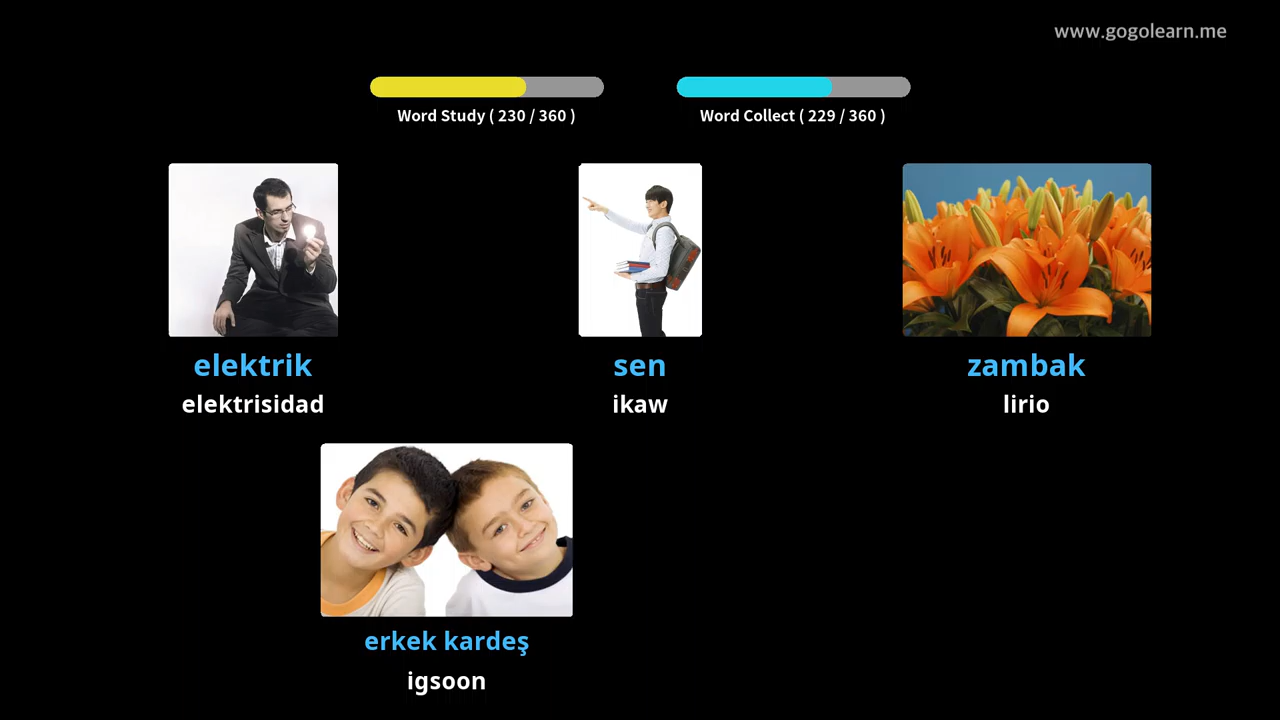 www.gogolearn.me
Word Study ( 230 / 360 )
Word Collect ( 229 / 360 )
elektrik
elektrisidad
sen
ikaw
zambak
lirio
erkek kardeş
igsoon